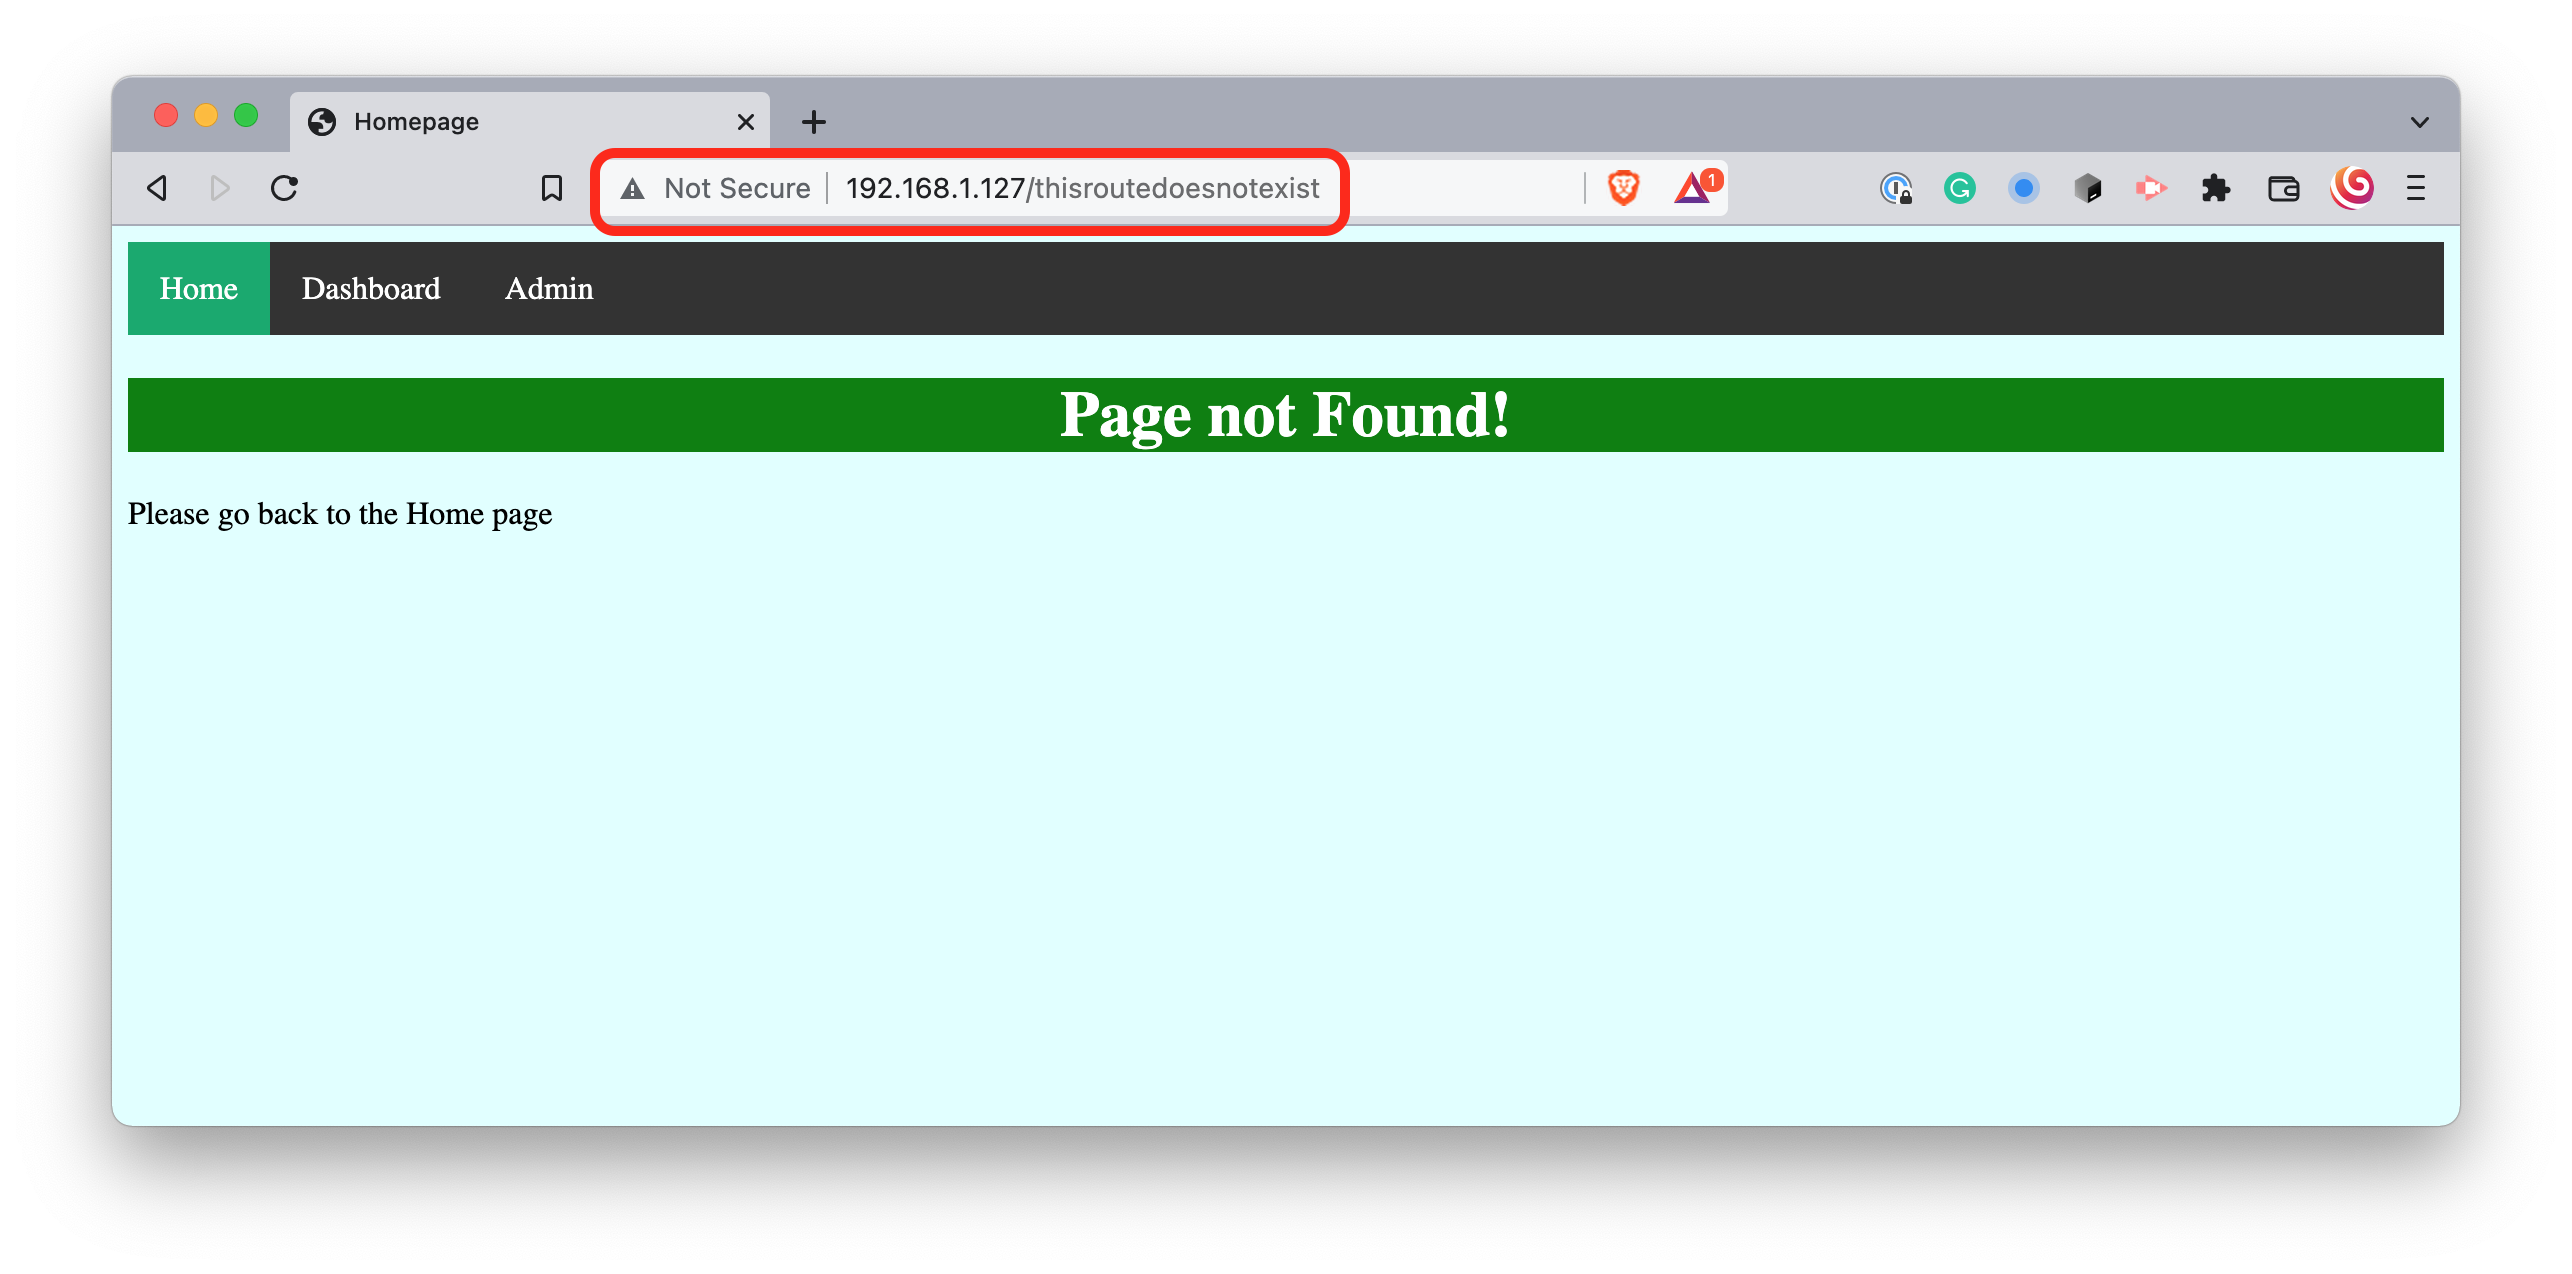 Homepage
Not Secure 192.168.1.127/thisroutedoesnotexist 1
Home Dashboard Admin
Page not Found!
Please go back to the Home page